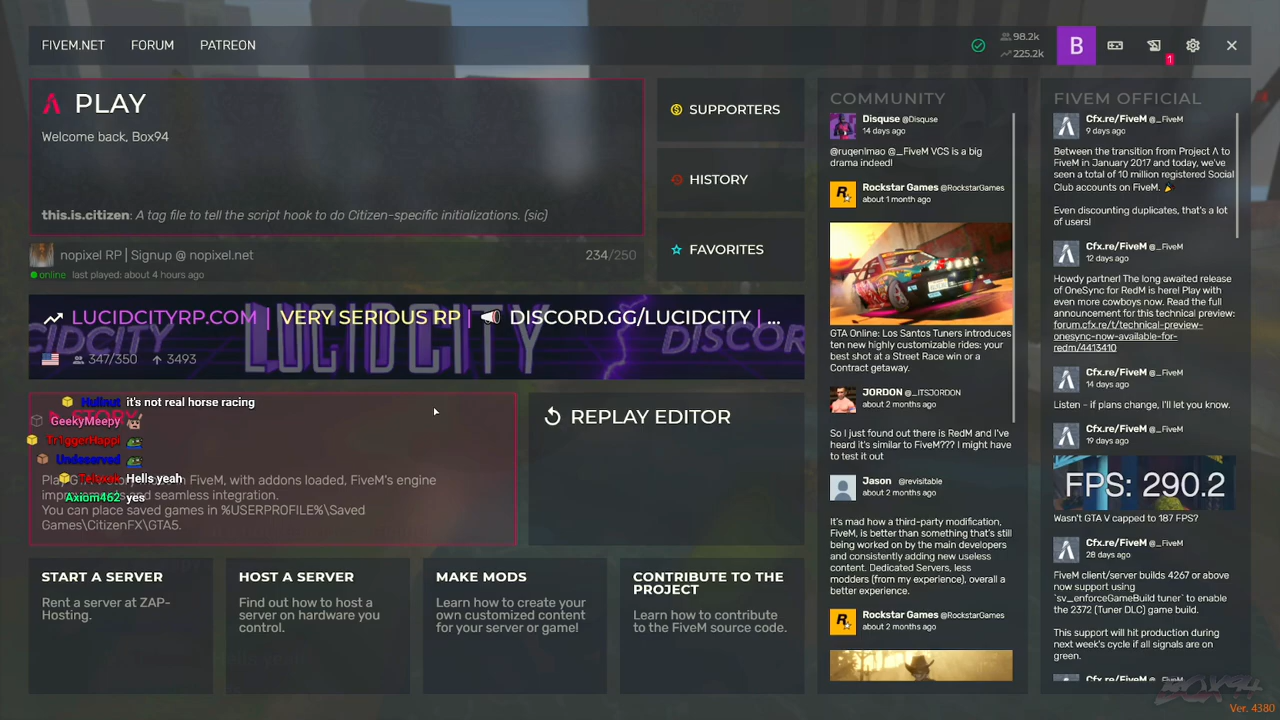 FIVEM.NET
FORUM
PATREON
98.2k
225.2k
B
1
PLAY
Welcome back, Box94
this.is.citizen: A tag file to tell the script hook to do Citizen-specific initializations. (sic)
nopixel RP | Signup @ nopixel.net
234/250
online last played: about 4 hours ago
SUPPORTERS
HISTORY
FAVORITES
LUCIDCITYRP.COM | VERY SERIOUS RP | DISCORD.GG/LUCIDCITY | ...
347/350 3493
LUCIDCITY
it's not real horse racing
GeekyMeepy
Tr1ggerHappi
Undeserved
Hells yeah
Axiom462 yes
FiveM, with addons loaded, FiveM's engine
seamless integration.
You can place saved games in %USERPROFILE%\Saved
Games\CitizenFX\GTA5.
REPLAY EDITOR
START A SERVER
Rent a server at ZAP-
Hosting.
HOST A SERVER
Find out how to host a
server on hardware you
control.
MAKE MODS
Learn how to create your
own customized content
for your server or game!
CONTRIBUTE TO THE
PROJECT
Learn how to contribute
to the FiveM source code.
COMMUNITY
Disquse @Disquse
14 days ago
@ruqenlmao @_FiveM VCS is a big
drama indeed!
Rockstar Games @RockstarGames
about 1 month ago
GTA Online: Los Santos Tuners introduces
ten new highly customizable rides: your
best shot at a Street Race win or a
Contract getaway.
JORDON @_ITSJORDON
about 2 months ago
So I just found out there is RedM and I've
heard it's similar to FiveM??? I might have
to test it out
Jason @revisitable
about 2 months ago
It's mad how a third-party modification,
FiveM, is better than something that's still
being worked on by the main developers
and consistently adding new useless
content. Dedicated Servers, less
modders (from my experience), overall a
better experience.
Rockstar Games @RockstarGames
about 2 months ago
FIVEM OFFICIAL
Cfx.re/FiveM @_FiveM
9 days ago
Between the transition from Project Λ to
FiveM in January 2017 and today, we've
seen a total of 10 million registered Social
Club accounts on FiveM.
Even discounting duplicates, that's a lot
of users!
Cfx.re/FiveM @_FiveM
12 days ago
Howdy partner! The long awaited release
of OneSync for RedM is here! Play with
even more cowboys now. Read the full
announcement for this technical preview:
forum.cfx.re/t/technical-preview-
onesync-now-available-for-
redm/4413410
Cfx.re/FiveM @_FiveM
14 days ago
Listen - if plans change, I'll let you know.
Cfx.re/FiveM @_FiveM
19 days ago
FPS: 290.2
Wasn't GTA V capped to 187 FPS?
Cfx.re/FiveM @_FiveM
28 days ago
FiveM client/server builds 4267 or above
now support using
`sv_enforceGameBuild tuner` to enable
the 2372 (Tuner DLC) game build.
This support will hit production during
next week's cycle if all signals are on
green.
Cfx.re/FiveM @_FiveM
BOX94
Ver. 4380